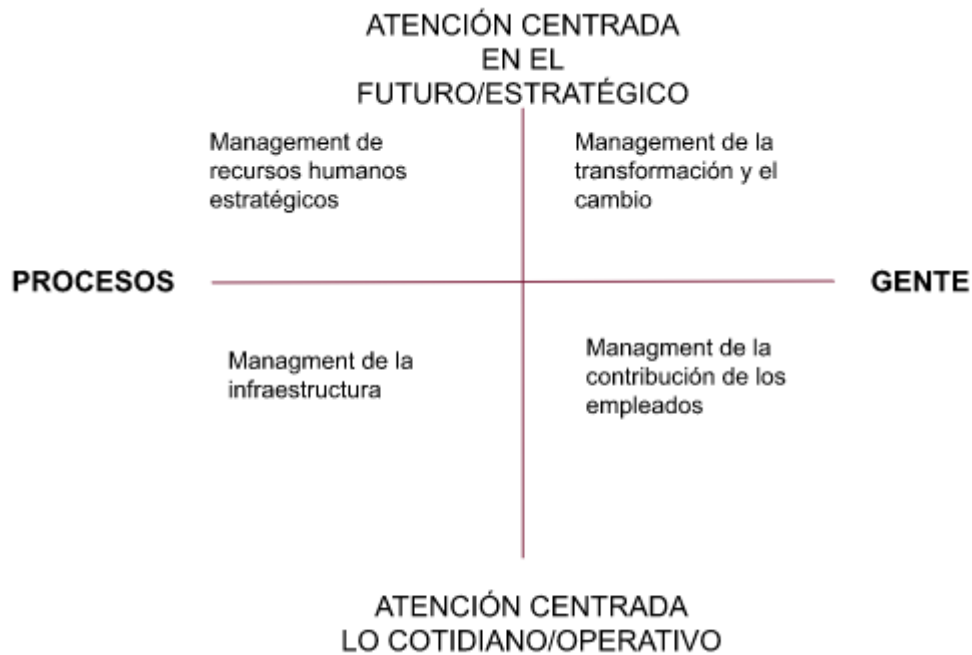 ATENCIÓN CENTRADA
EN EL
FUTURO/ESTRATÉGICO
Management de
recursos humanos
estratégicos
Management de la
transformación y el
cambio
PROCESOS
GENTE
Managment de la
infraestructura
Managment de la
contribución de los
empleados
ATENCIÓN CENTRADA
LO COTIDIANO/OPERATIVO